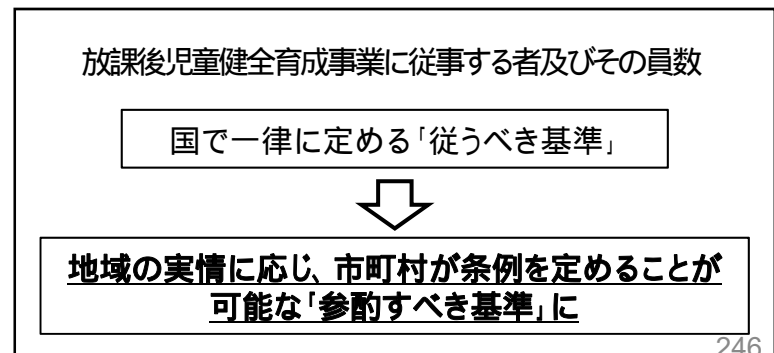 放課後児童健全育成事業に従事する者及びその員数
国で一律に定める「従うべき基準」
地域の実情に応じ、市町村が条例を定めることが
可能な「参酌すべき基準」に
246